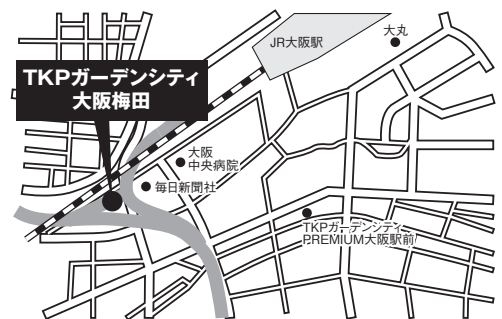 JR大阪駅
大丸
TKPガーデンシティ
大阪梅田
大阪
中央病院
毎日新聞社
TKPガーデンシティ
PREMIUM大阪駅前